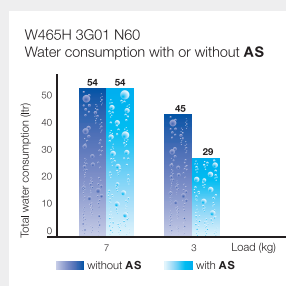 W465H 3G01 N60
Water consumption with or without AS
Total water consumption (ltr)
50
40
30
20
10
0
54 54
45
29
7 3 Load (kg)
without AS with AS